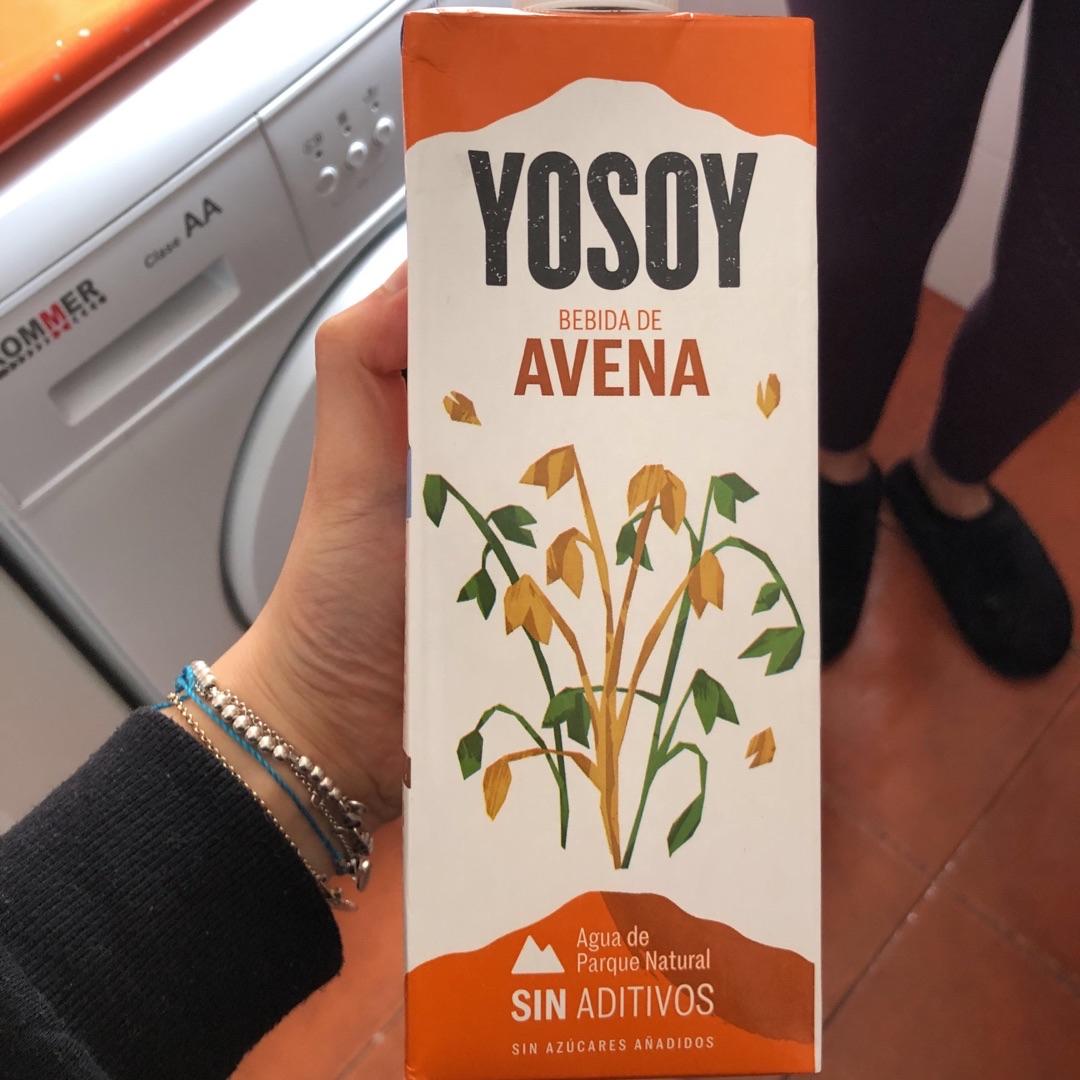 YOSOY
BEBIDA DE
AVENA
Agua de
Parque Natural
SIN ADITIVOS
SIN AZÚCARES AÑADIDOS
Clase AA